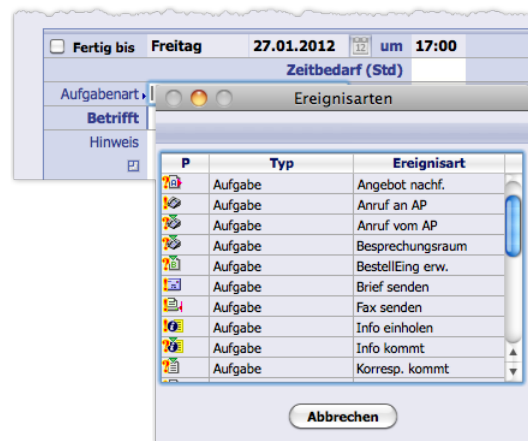 Fertig bis Freitag 27.01.2012 12 um 17:00
Zeitbedarf (Std)
Aufgabenart
Ereignisarten
Betrifft
Hinweis
P Typ Ereignisart
Aufgabe Angebot nachf.
Aufgabe Anruf an AP
Aufgabe Anruf vom AP
Aufgabe Besprechungsraum
Aufgabe BestellEing erw.
Aufgabe Brief senden
Aufgabe Fax senden
Aufgabe Info einholen
Aufgabe Info kommt
Aufgabe Korresp. kommt
Abbrechen